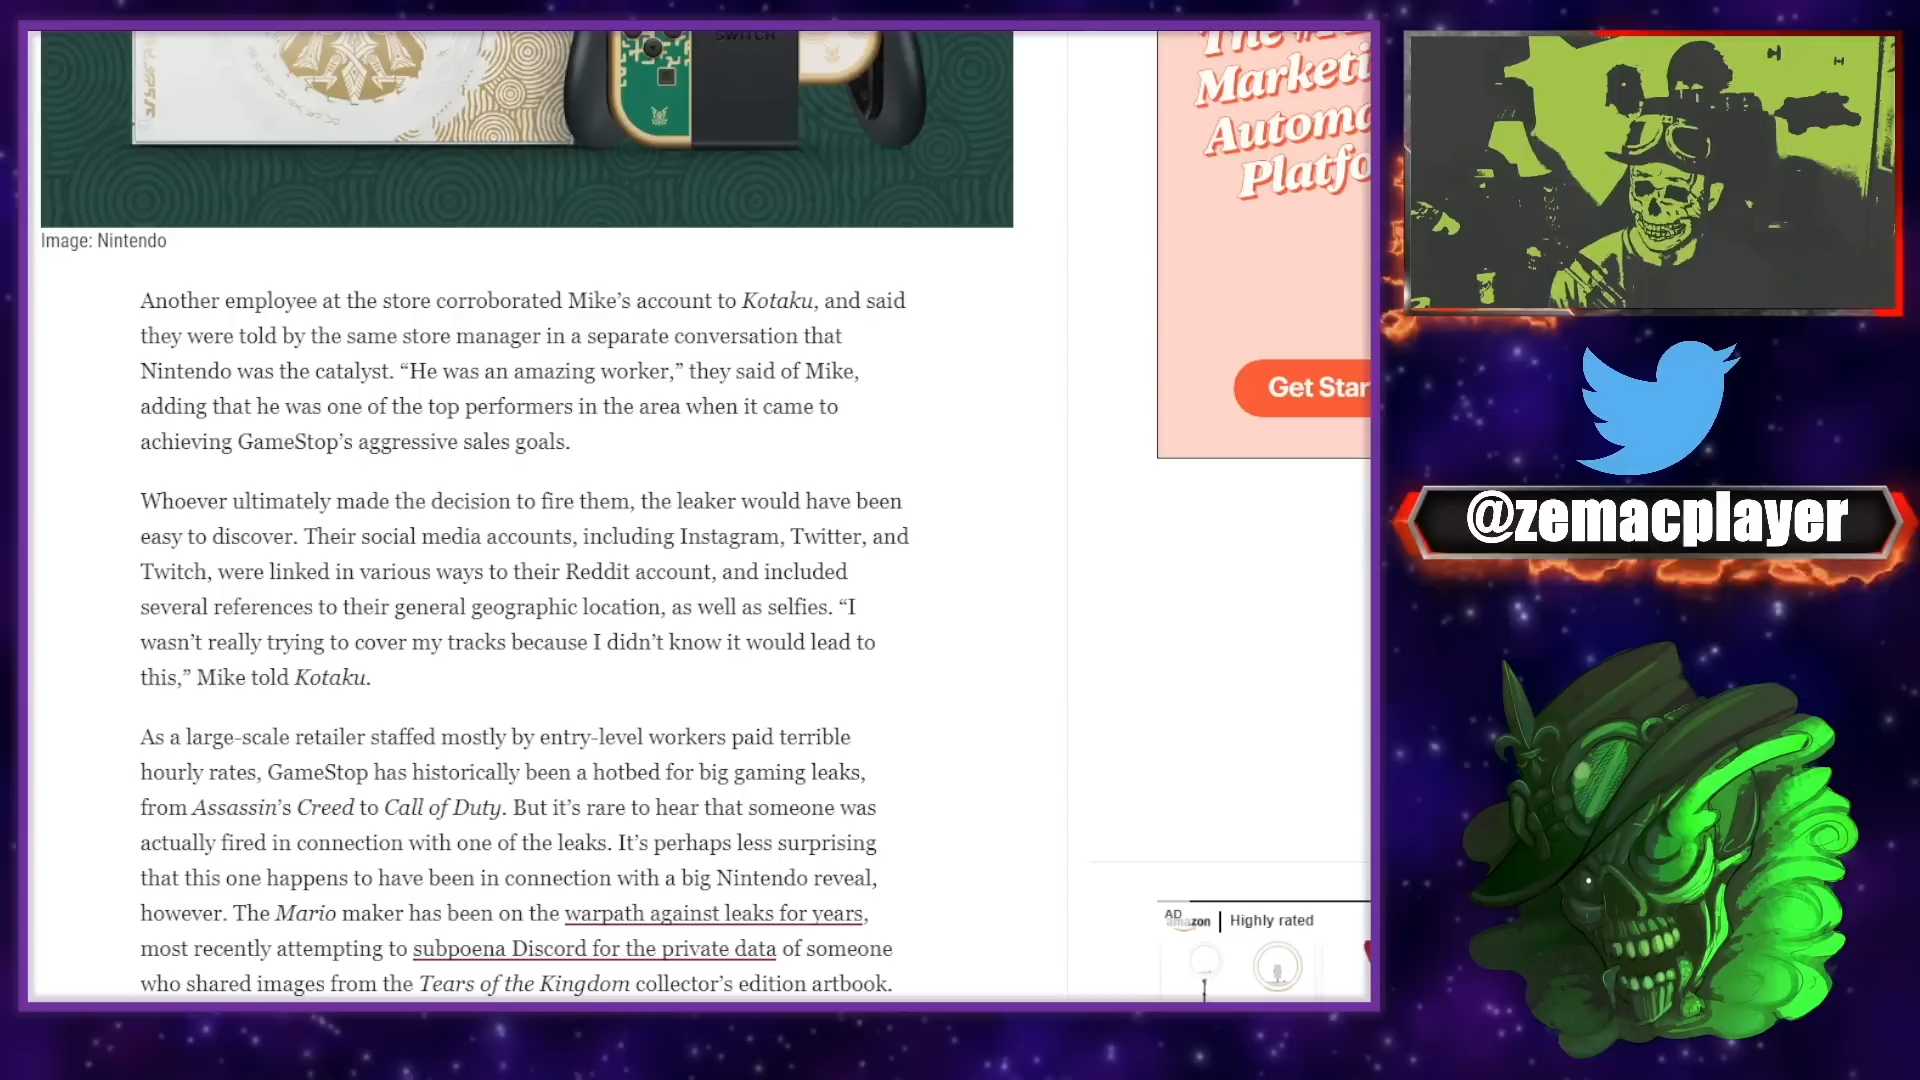 SWITCH
Image: Nintendo
Another employee at the store corroborated Mike’s account to Kotaku, and said
they were told by the same store manager in a separate conversation that
Nintendo was the catalyst. “He was an amazing worker,” they said of Mike,
adding that he was one of the top performers in the area when it came to
achieving GameStop’s aggressive sales goals.
Whoever ultimately made the decision to fire them, the leaker would have been
easy to discover. Their social media accounts, including Instagram, Twitter, and
Twitch, were linked in various ways to their Reddit account, and included
several references to their general geographic location, as well as selfies. “I
wasn’t really trying to cover my tracks because I didn’t know it would lead to
this,” Mike told Kotaku.
As a large-scale retailer staffed mostly by entry-level workers paid terrible
hourly rates, GameStop has historically been a hotbed for big gaming leaks,
from Assassin’s Creed to Call of Duty. But it’s rare to hear that someone was
actually fired in connection with one of the leaks. It’s perhaps less surprising
that this one happens to have been in connection with a big Nintendo reveal,
however. The Mario maker has been on the warpath against leaks for years,
most recently attempting to subpoena Discord for the private data of someone
who shared images from the Tears of the Kingdom collector’s edition artbook.
The #1
Marketi
Automa
Platfo
Get Star
AD
amazon | Highly rated
@zemacplayer